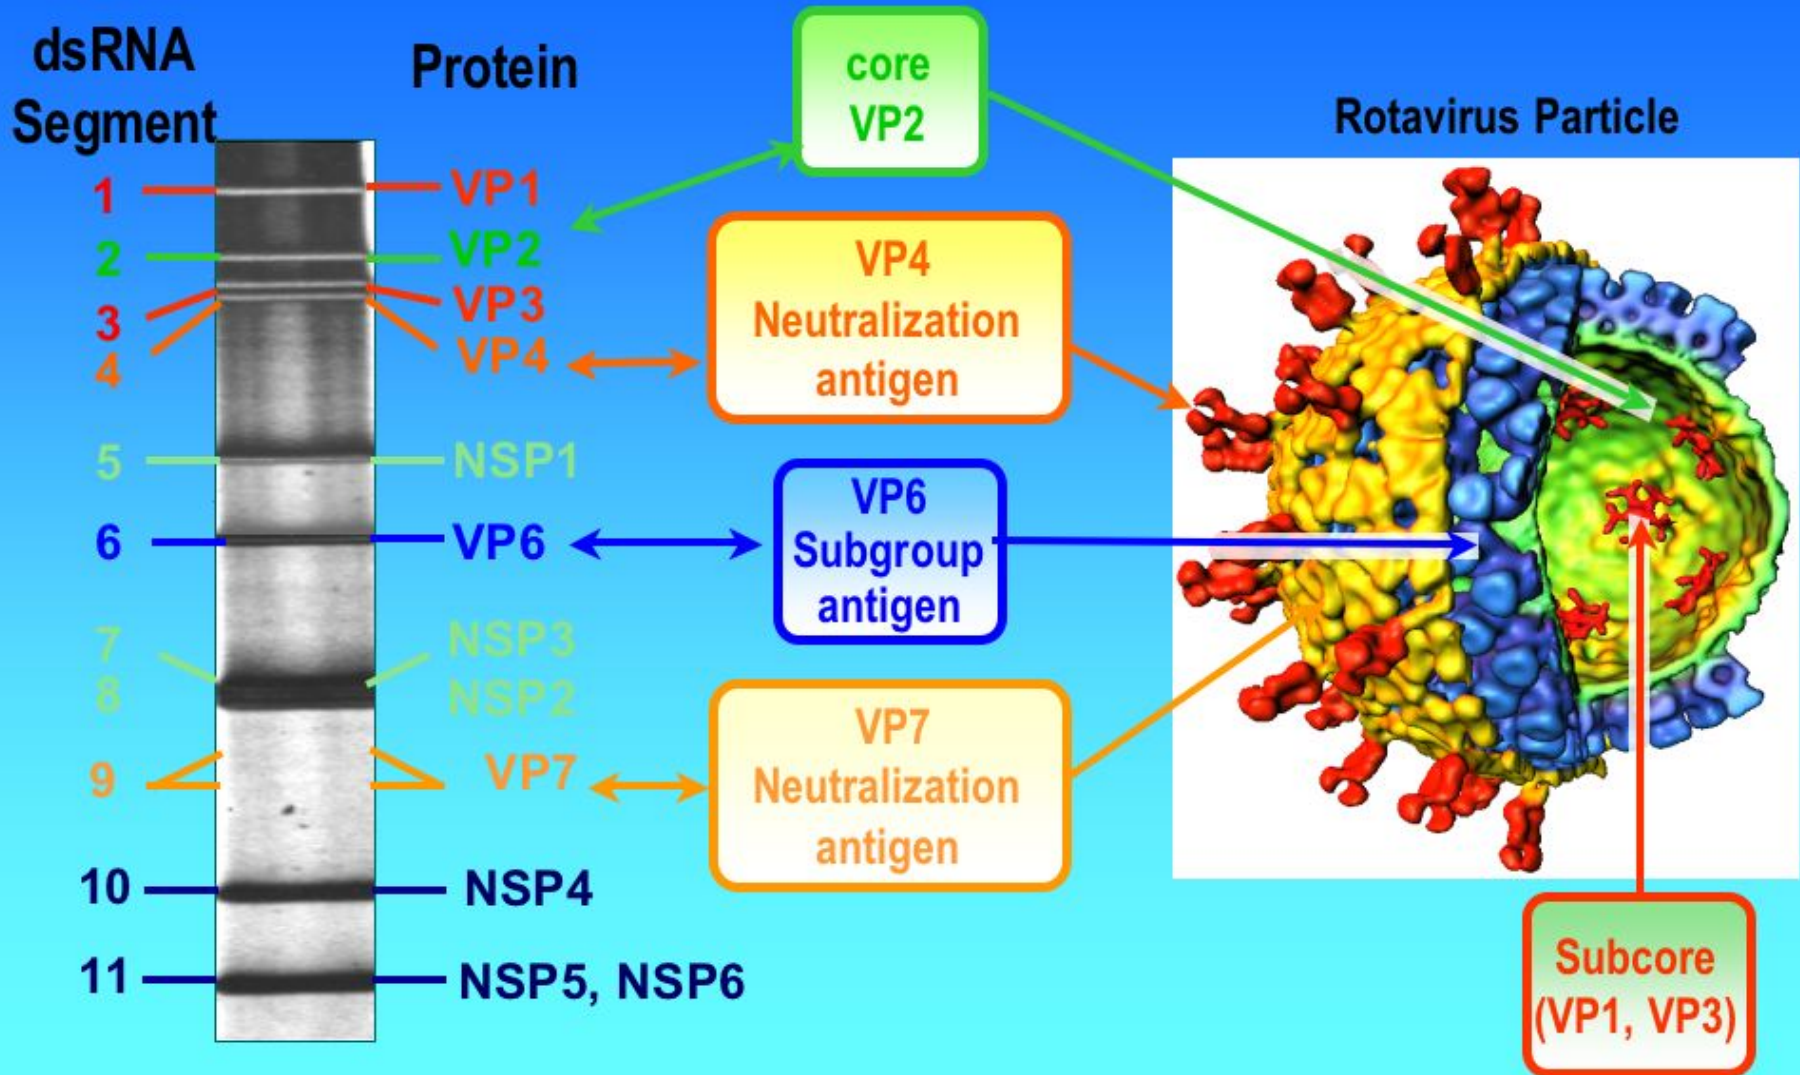 dsRNA
Segment
Protein
1
VP1
2
VP2
3
VP3
4
VP4
5
NSP1
6
VP6
7
NSP3
8
NSP2
9
VP7
10
NSP4
11
NSP5, NSP6
core
VP2
VP4
Neutralization
antigen
VP6
Subgroup
antigen
VP7
Neutralization
antigen
Rotavirus Particle
Subcore
(VP1, VP3)